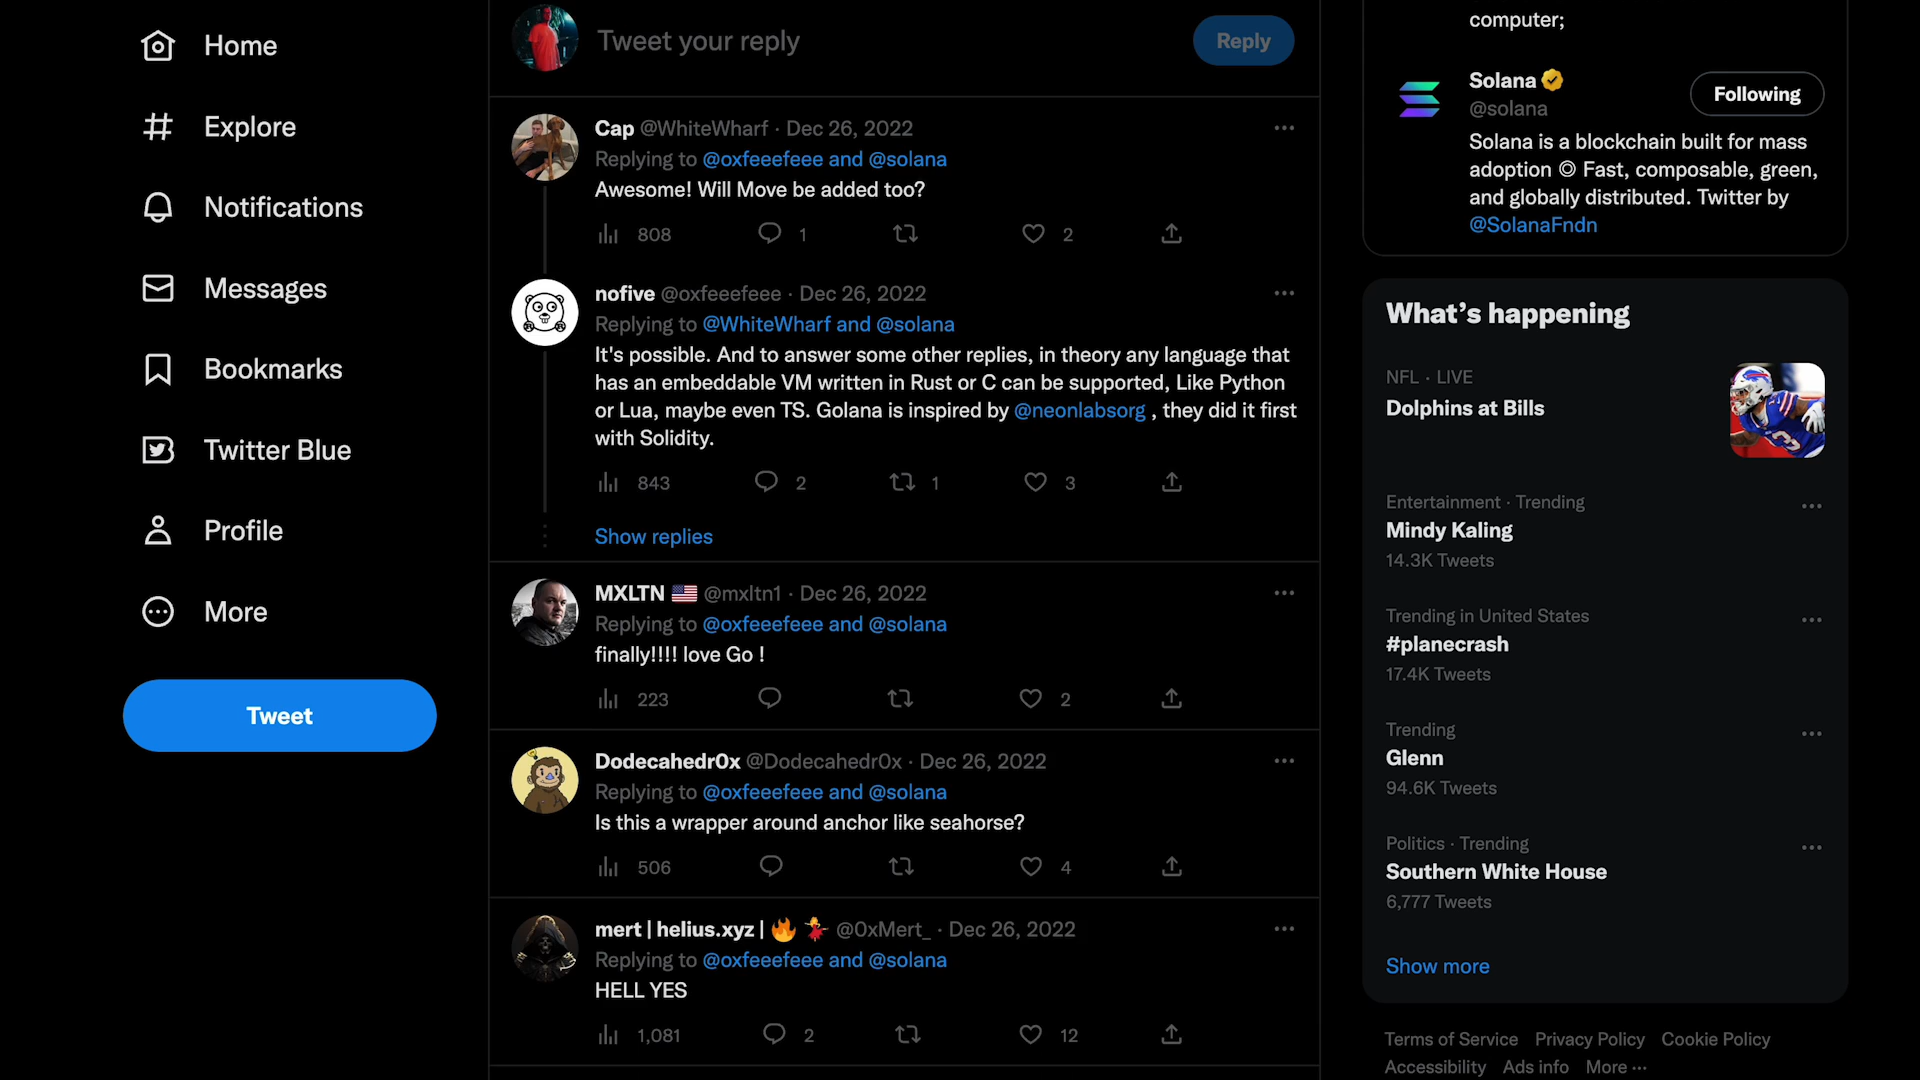 Home
Explore
Notifications
Messages
Bookmarks
Twitter Blue
Profile
More
Tweet
Tweet your reply
Reply
Cap @WhiteWharf · Dec 26, 2022
Replying to @oxfeeefeee and @solana
Awesome! Will Move be added too?
808 1 2
nofive @oxfeeefeee · Dec 26, 2022
Replying to @WhiteWharf and @solana
It's possible. And to answer some other replies, in theory any language that
has an embeddable VM written in Rust or C can be supported, Like Python
or Lua, maybe even TS. Golana is inspired by @neonlabsorg , they did it first
with Solidity.
843 2 1 3
Show replies
MXLTN 🇺🇸 @mxltn1 · Dec 26, 2022
Replying to @oxfeeefeee and @solana
finally!!!! love Go !
223 2
Dodecahedr0x @Dodecahedr0x · Dec 26, 2022
Replying to @oxfeeefeee and @solana
Is this a wrapper around anchor like seahorse?
506 4
mert | helius.xyz | 🔥 💃 @0xMert_ · Dec 26, 2022
Replying to @oxfeeefeee and @solana
HELL YES
1,081 2 12
computer;
Solana
@solana
Following
Solana is a blockchain built for mass
adoption ◎ Fast, composable, green,
and globally distributed. Twitter by
@SolanaFndn
What's happening
NFL · LIVE
Dolphins at Bills
Entertainment · Trending
Mindy Kaling
14.3K Tweets
Trending in United States
#planecrash
17.4K Tweets
Trending
Glenn
94.6K Tweets
Politics · Trending
Southern White House
6,777 Tweets
Show more
Terms of Service Privacy Policy Cookie Policy
Accessibility Ads info More ···